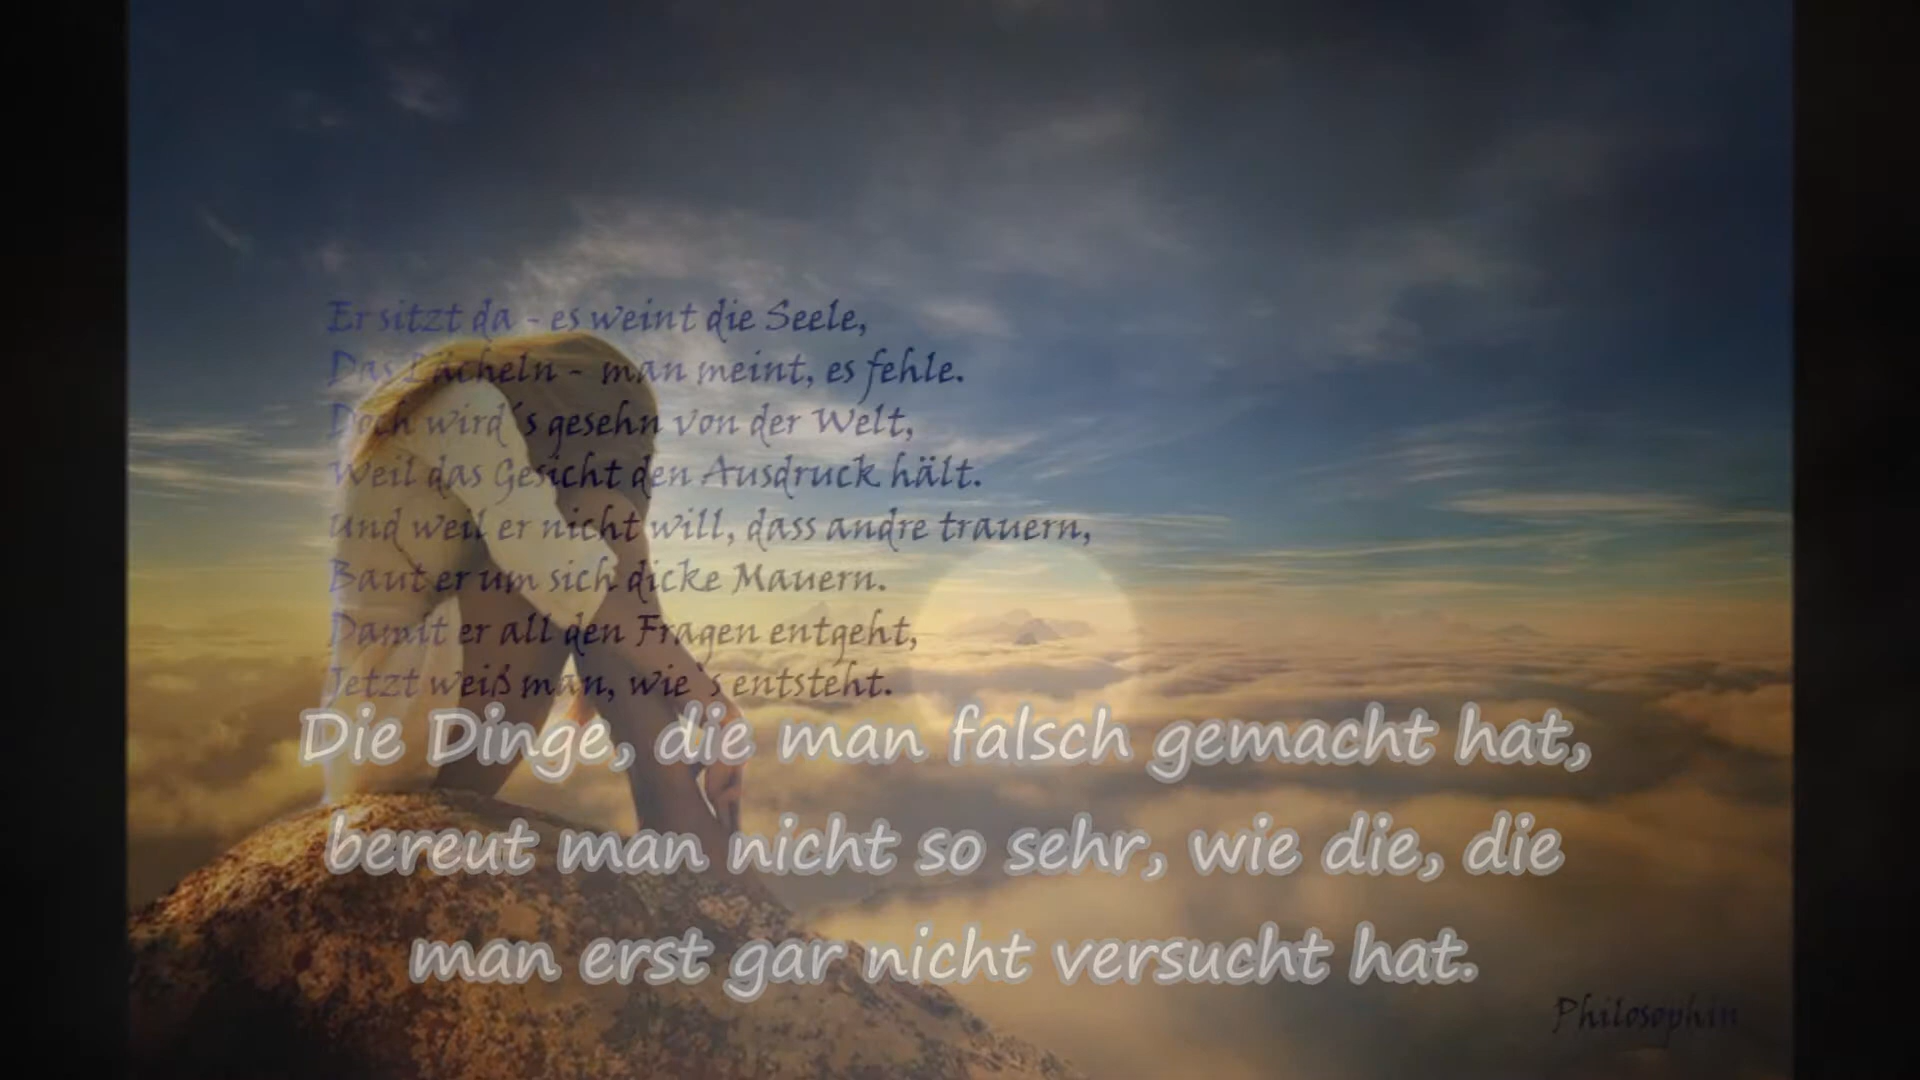 Er sitzt da - es weint die Seele,
Das Lächeln - man meint, es fehle.
Doch wird´s gesehn von der Welt,
Weil das Gesicht den Ausdruck hält.
Und weil er nicht will, dass andre trauern,
Baut er um sich dicke Mauern.
Damit er all den Fragen entgeht,
Jetzt weiß man, wie`s entsteht.
Die Dinge, die man falsch gemacht hat,
bereut man nicht so sehr, wie die, die
man erst gar nicht versucht hat.
Philosophin